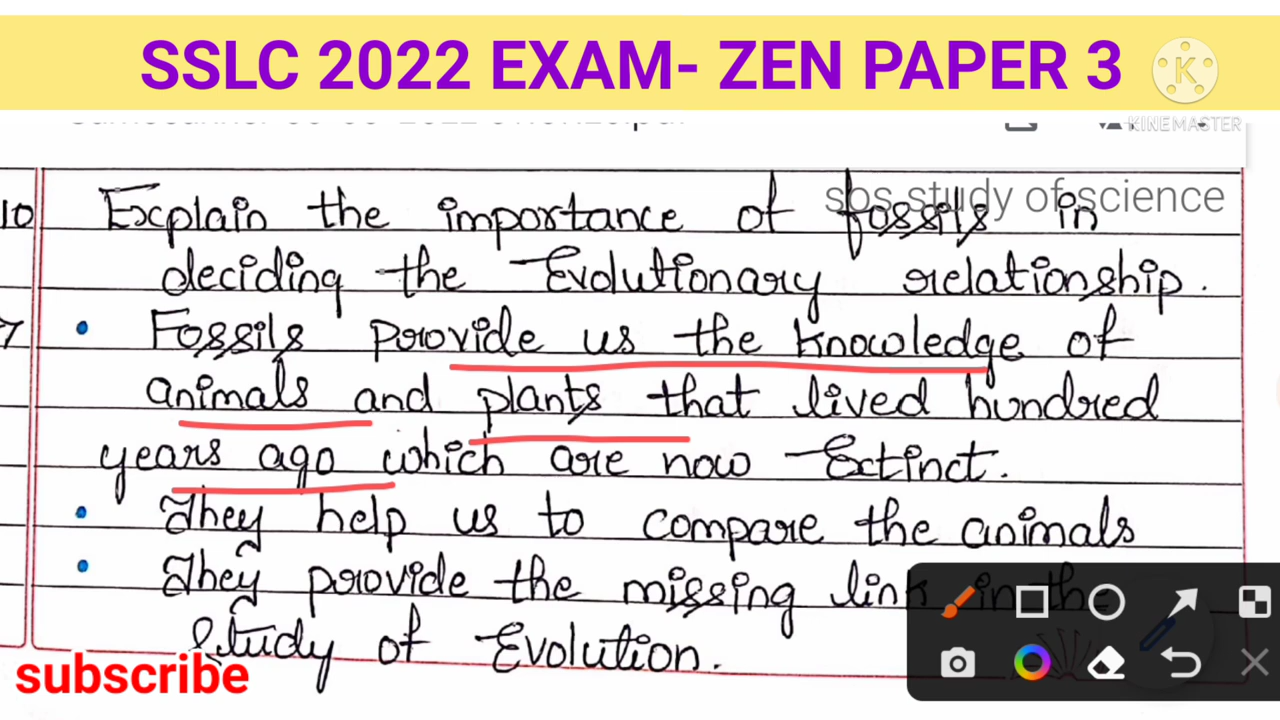 SSLC 2022 EXAM- ZEN PAPER 3
K
KINEMASTER
sbs study of science
10 Explain the importance of fossils in
deciding the Evolutionary relationship.
7 • Fossils provide us the knowledge of
animals and plants that lived hundred
years ago which are now Extinct.
• They help us to compare the animals
• They provide the missing link in the
study of Evolution.
subscribe